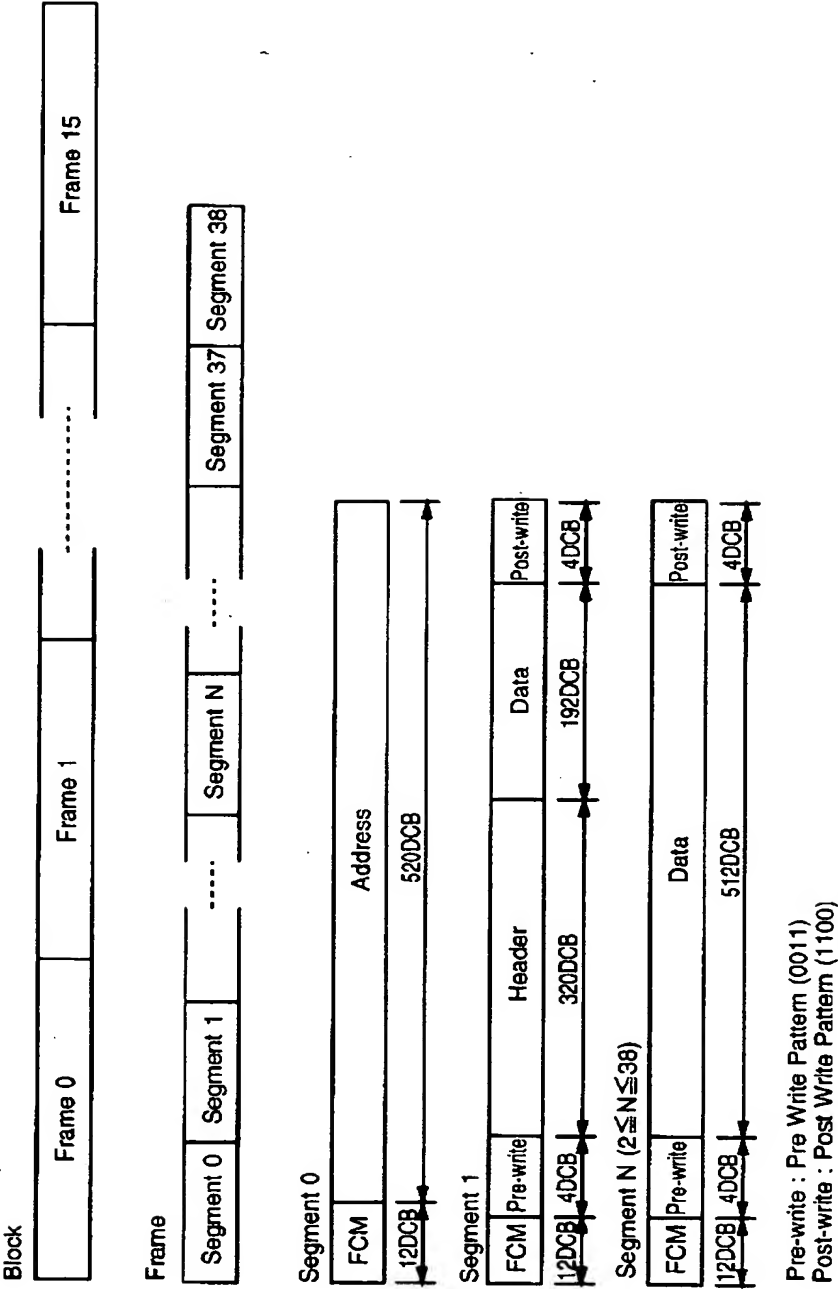 Block
Frame 0 Frame 1 Frame 15
Frame
Segment 0 Segment 1 Segment N Segment 37 Segment 38
Segment 0
FCM Address
12DCB 520DCB
Segment 1
FCM Pre-write Header Data Post-write
12DCB 4DCB 320DCB 192DCB 4DCB
Segment N (2≦N≦38)
FCM Pre-write Data Post-write
12DCB 4DCB 512DCB 4DCB
Pre-write : Pre Write Pattern (0011)
Post-write : Post Write Pattern (1100)